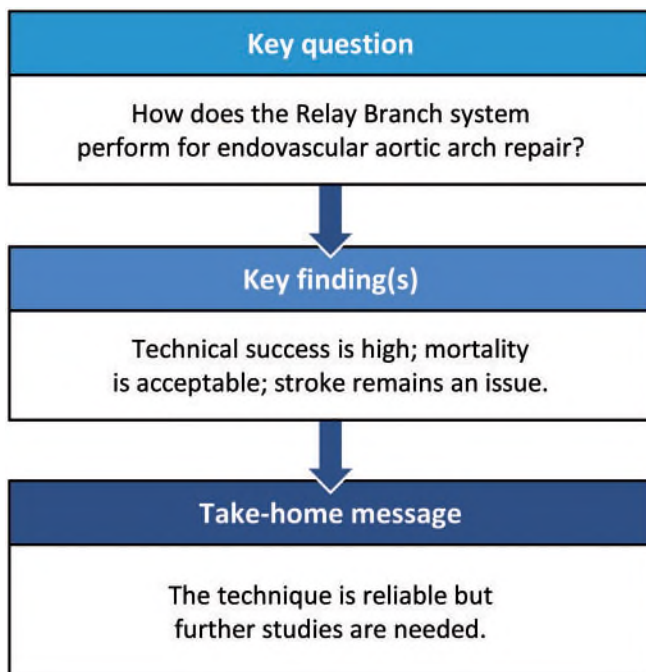 Key question
How does the Relay Branch system
perform for endovascular aortic arch repair?
Key finding(s)
Technical success is high; mortality
is acceptable; stroke remains an issue.
Take-home message
The technique is reliable but
further studies are needed.